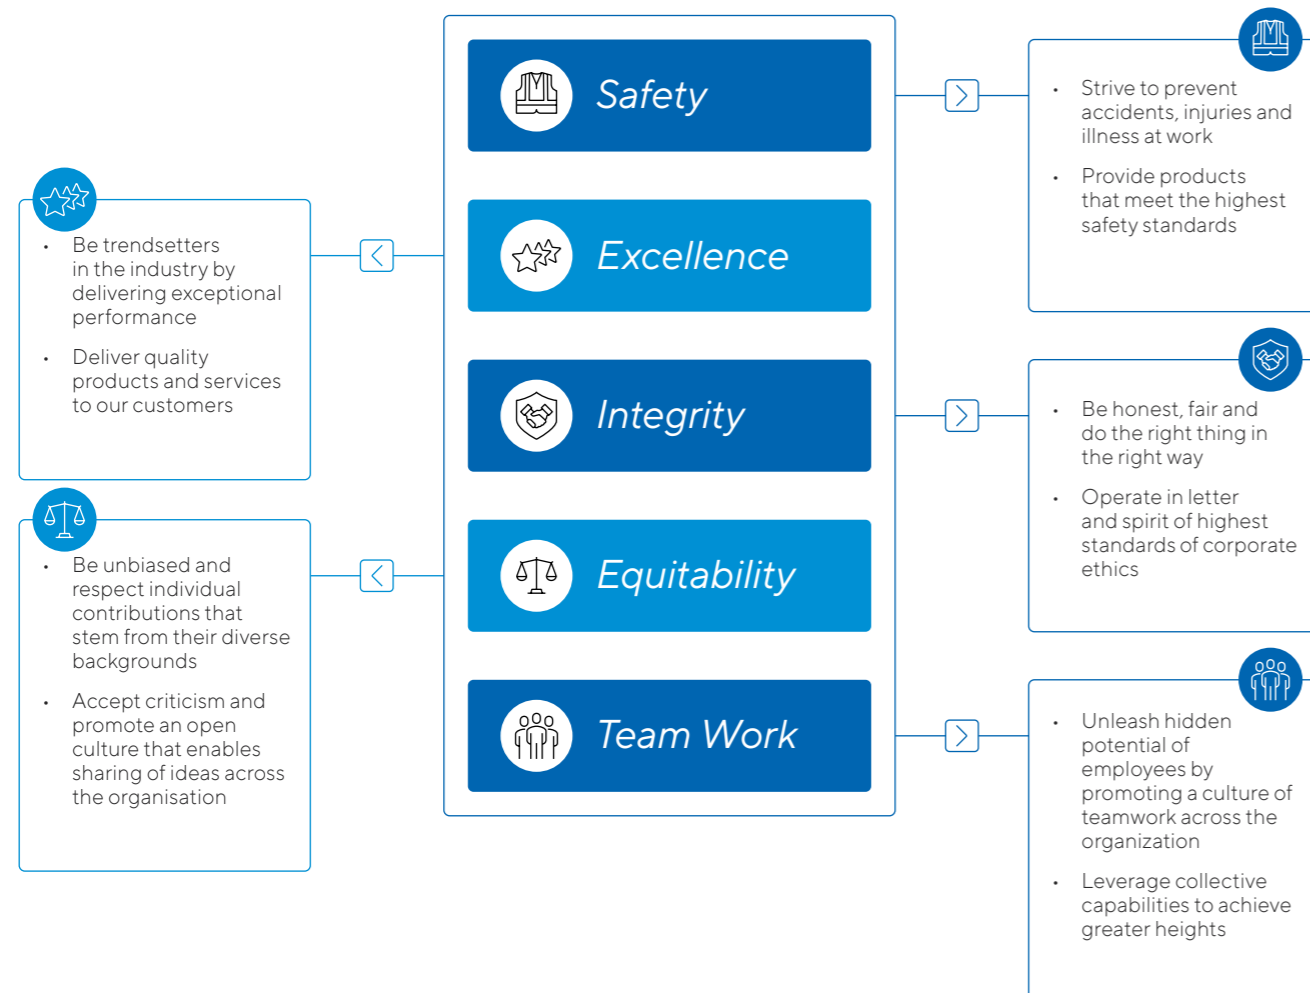 Safety
• Strive to prevent
accidents, injuries and
illness at work
• Provide products
that meet the highest
safety standards
Excellence
• Be trendsetters
in the industry by
delivering exceptional
performance
• Deliver quality
products and services
to our customers
Integrity
• Be honest, fair and
do the right thing in
the right way
• Operate in letter
and spirit of highest
standards of corporate
ethics
Equitability
• Be unbiased and
respect individual
contributions that
stem from their diverse
backgrounds
• Accept criticism and
promote an open
culture that enables
sharing of ideas across
the organisation
Team Work
• Unleash hidden
potential of
employees by
promoting a culture of
teamwork across the
organization
• Leverage collective
capabilities to achieve
greater heights